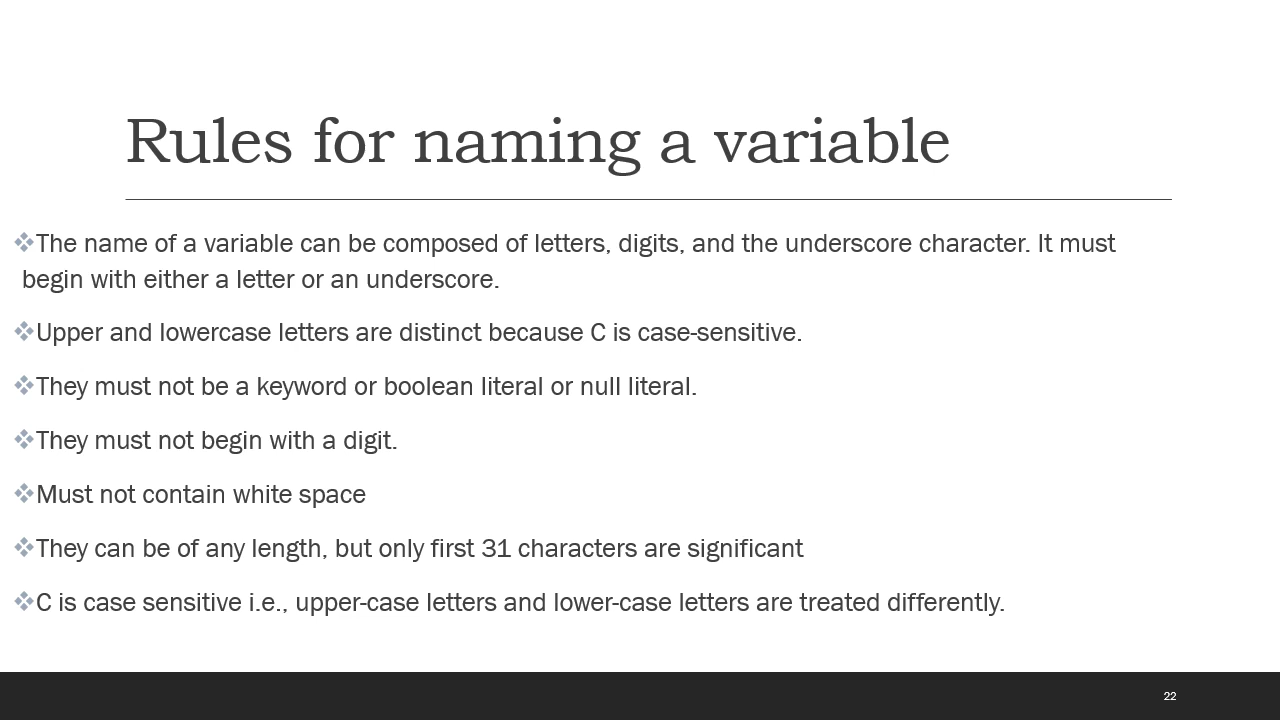 Rules for naming a variable
❖The name of a variable can be composed of letters, digits, and the underscore character. It must
begin with either a letter or an underscore.
❖Upper and lowercase letters are distinct because C is case-sensitive.
❖They must not be a keyword or boolean literal or null literal.
❖They must not begin with a digit.
❖Must not contain white space
❖They can be of any length, but only first 31 characters are significant
❖C is case sensitive i.e., upper-case letters and lower-case letters are treated differently.
22